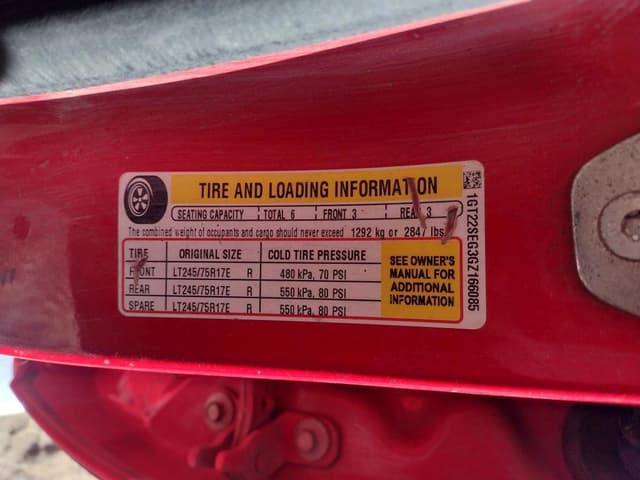 TIRE AND LOADING INFORMATION
SEATING CAPACITY TOTAL 6 FRONT 3 REAR 3
The combined weight of occupants and cargo should never exceed 1292 kg or 2847 lbs.
TIRE ORIGINAL SIZE COLD TIRE PRESSURE
FRONT LT245/75R17E R 480 kPa, 70 PSI
REAR LT245/75R17E R 550 kPa, 80 PSI
SPARE LT245/75R17E R 550 kPa, 80 PSI
SEE OWNER'S
MANUAL FOR
ADDITIONAL
INFORMATION
1GT22SEG3GZ166085